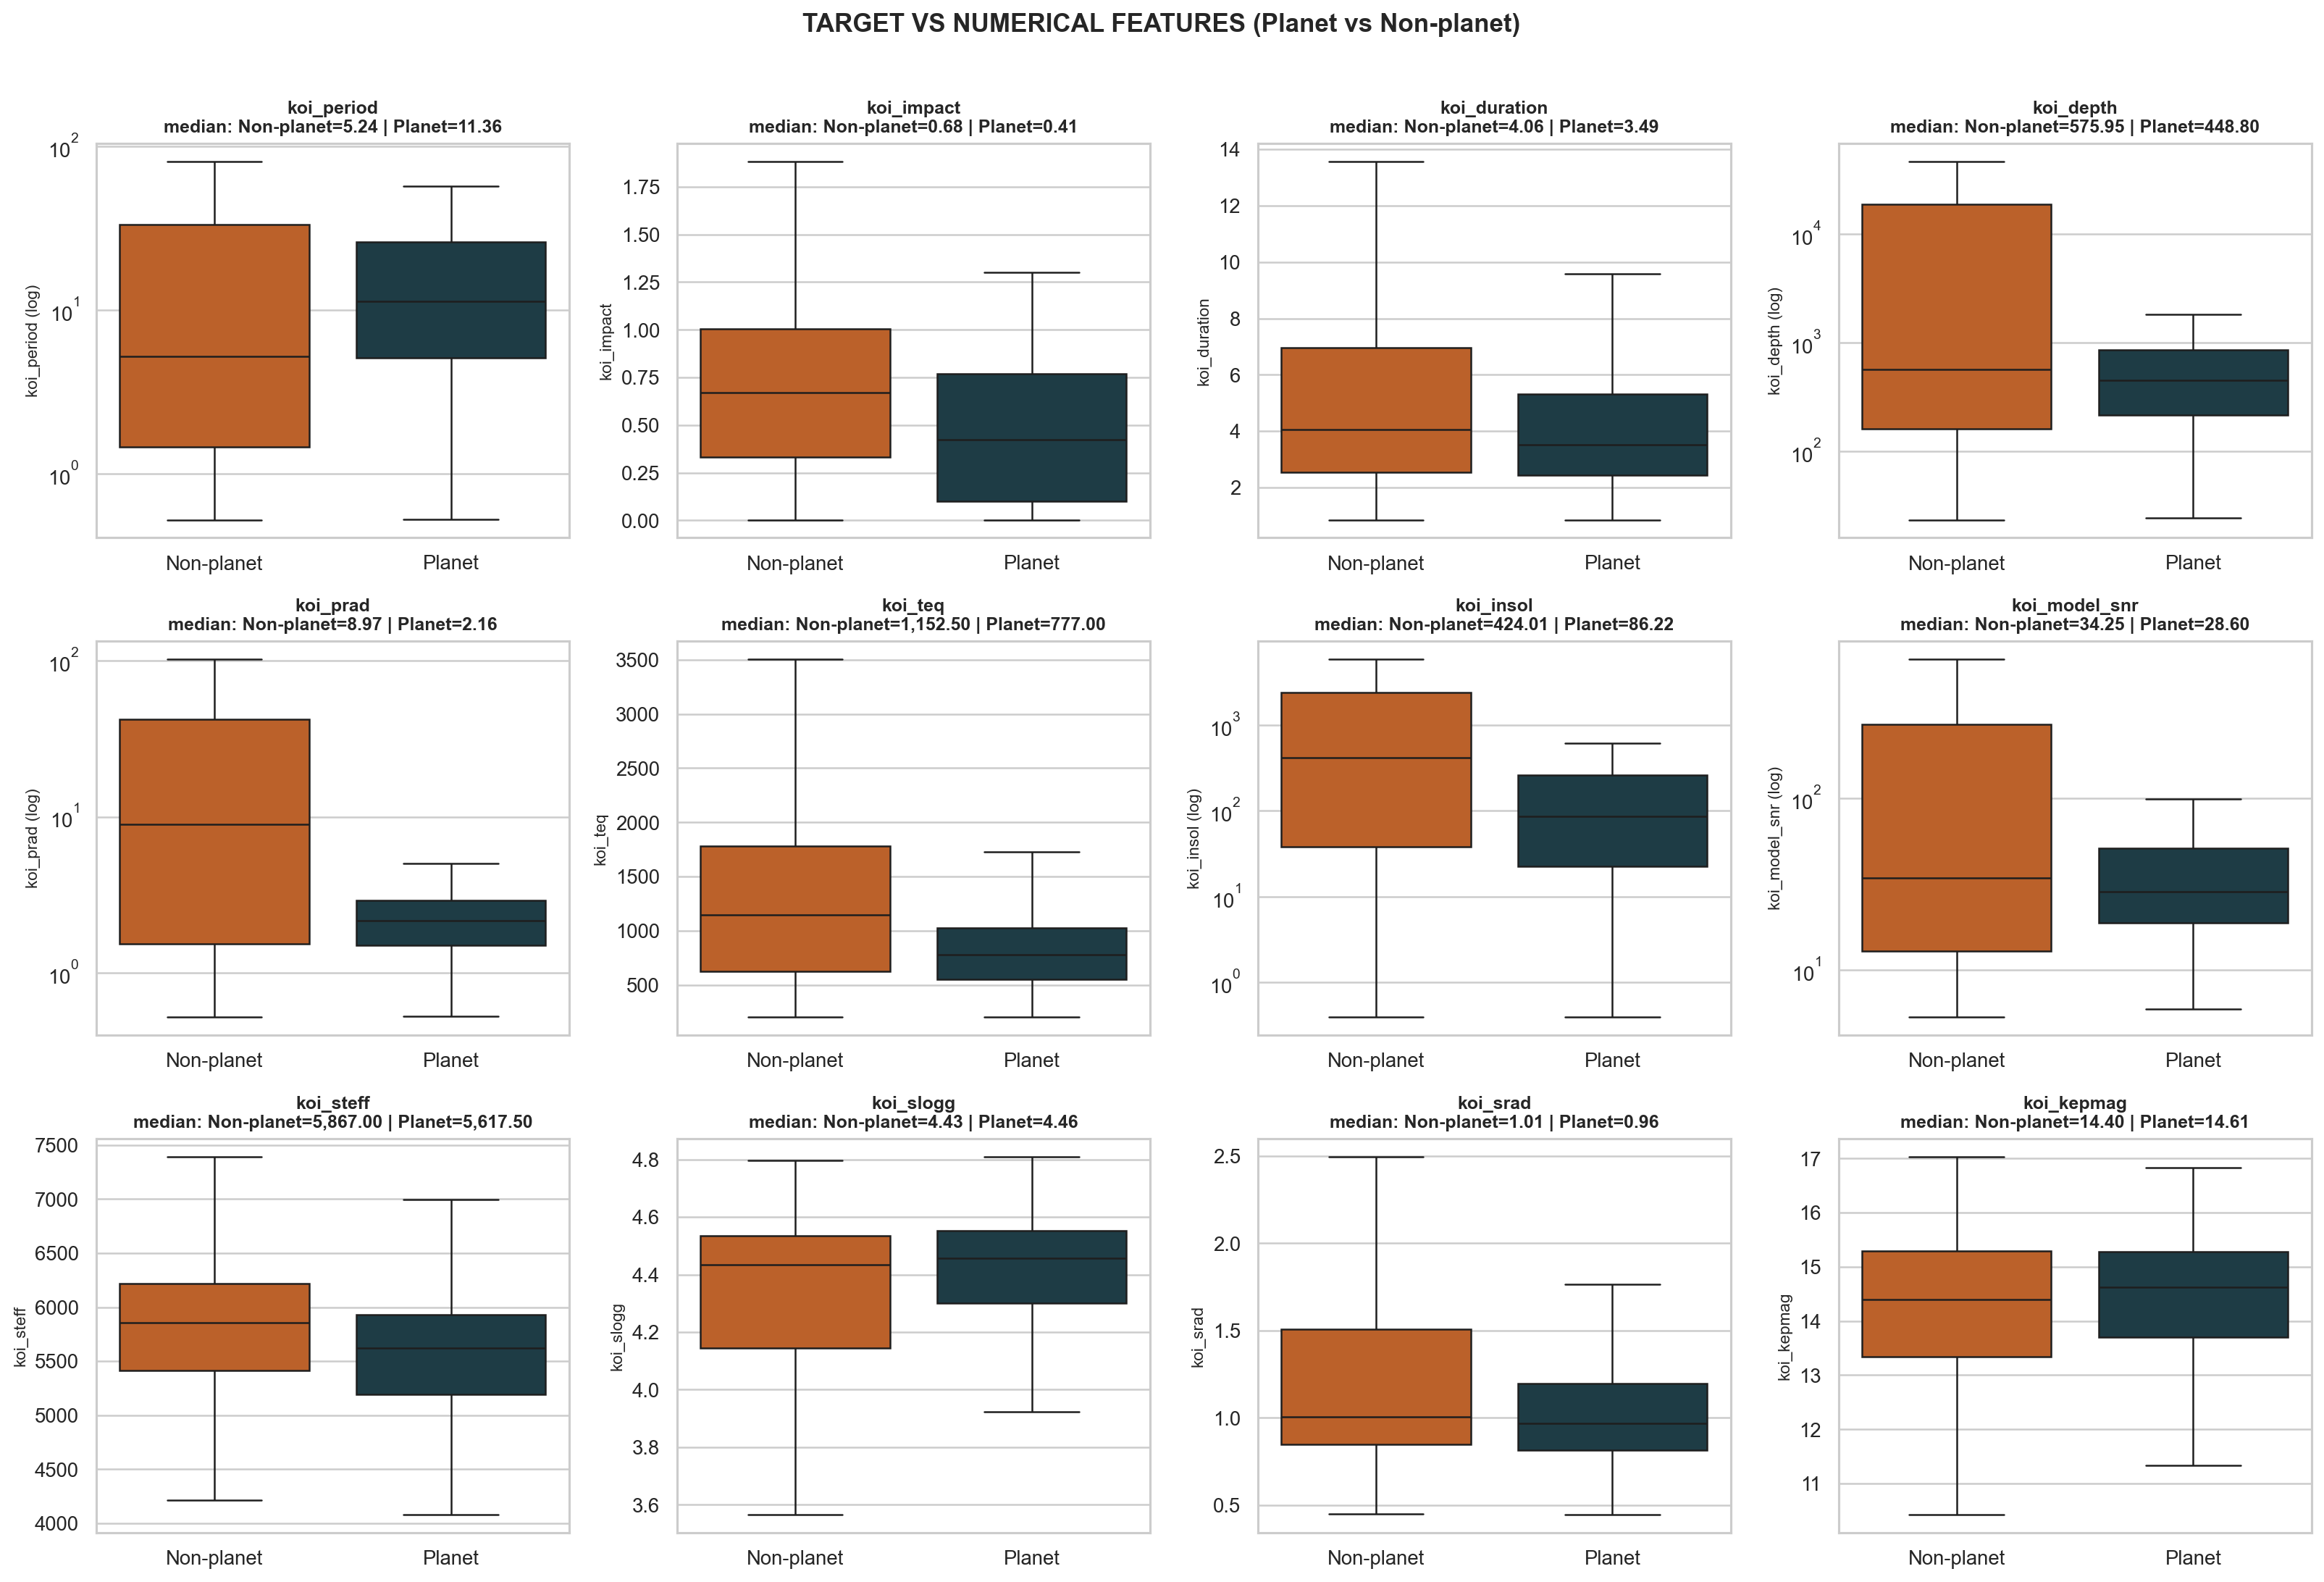 TARGET VS NUMERICAL FEATURES (Planet vs Non-planet)
koi_period
median: Non-planet=5.24 | Planet=11.36
koi_period (log)
10^2
10^1
10^0
Non-planet
Planet
koi_impact
median: Non-planet=0.68 | Planet=0.41
koi_impact
1.75
1.50
1.25
1.00
0.75
0.50
0.25
0.00
Non-planet
Planet
koi_duration
median: Non-planet=4.06 | Planet=3.49
koi_duration
14
12
10
8
6
4
2
Non-planet
Planet
koi_depth
median: Non-planet=575.95 | Planet=448.80
koi_depth (log)
10^4
10^3
10^2
Non-planet
Planet
koi_prad
median: Non-planet=8.97 | Planet=2.16
koi_prad (log)
10^2
10^1
10^0
Non-planet
Planet
koi_teq
median: Non-planet=1,152.50 | Planet=777.00
koi_teq
3500
3000
2500
2000
1500
1000
500
Non-planet
Planet
koi_insol
median: Non-planet=424.01 | Planet=86.22
koi_insol (log)
10^3
10^2
10^1
10^0
Non-planet
Planet
koi_model_snr
median: Non-planet=34.25 | Planet=28.60
koi_model_snr (log)
10^2
10^1
Non-planet
Planet
koi_steff
median: Non-planet=5,867.00 | Planet=5,617.50
koi_steff
7500
7000
6500
6000
5500
5000
4500
4000
Non-planet
Planet
koi_slogg
median: Non-planet=4.43 | Planet=4.46
koi_slogg
4.8
4.6
4.4
4.2
4.0
3.8
3.6
Non-planet
Planet
koi_srad
median: Non-planet=1.01 | Planet=0.96
koi_srad
2.5
2.0
1.5
1.0
0.5
Non-planet
Planet
koi_kepmag
median: Non-planet=14.40 | Planet=14.61
koi_kepmag
17
16
15
14
13
12
11
Non-planet
Planet